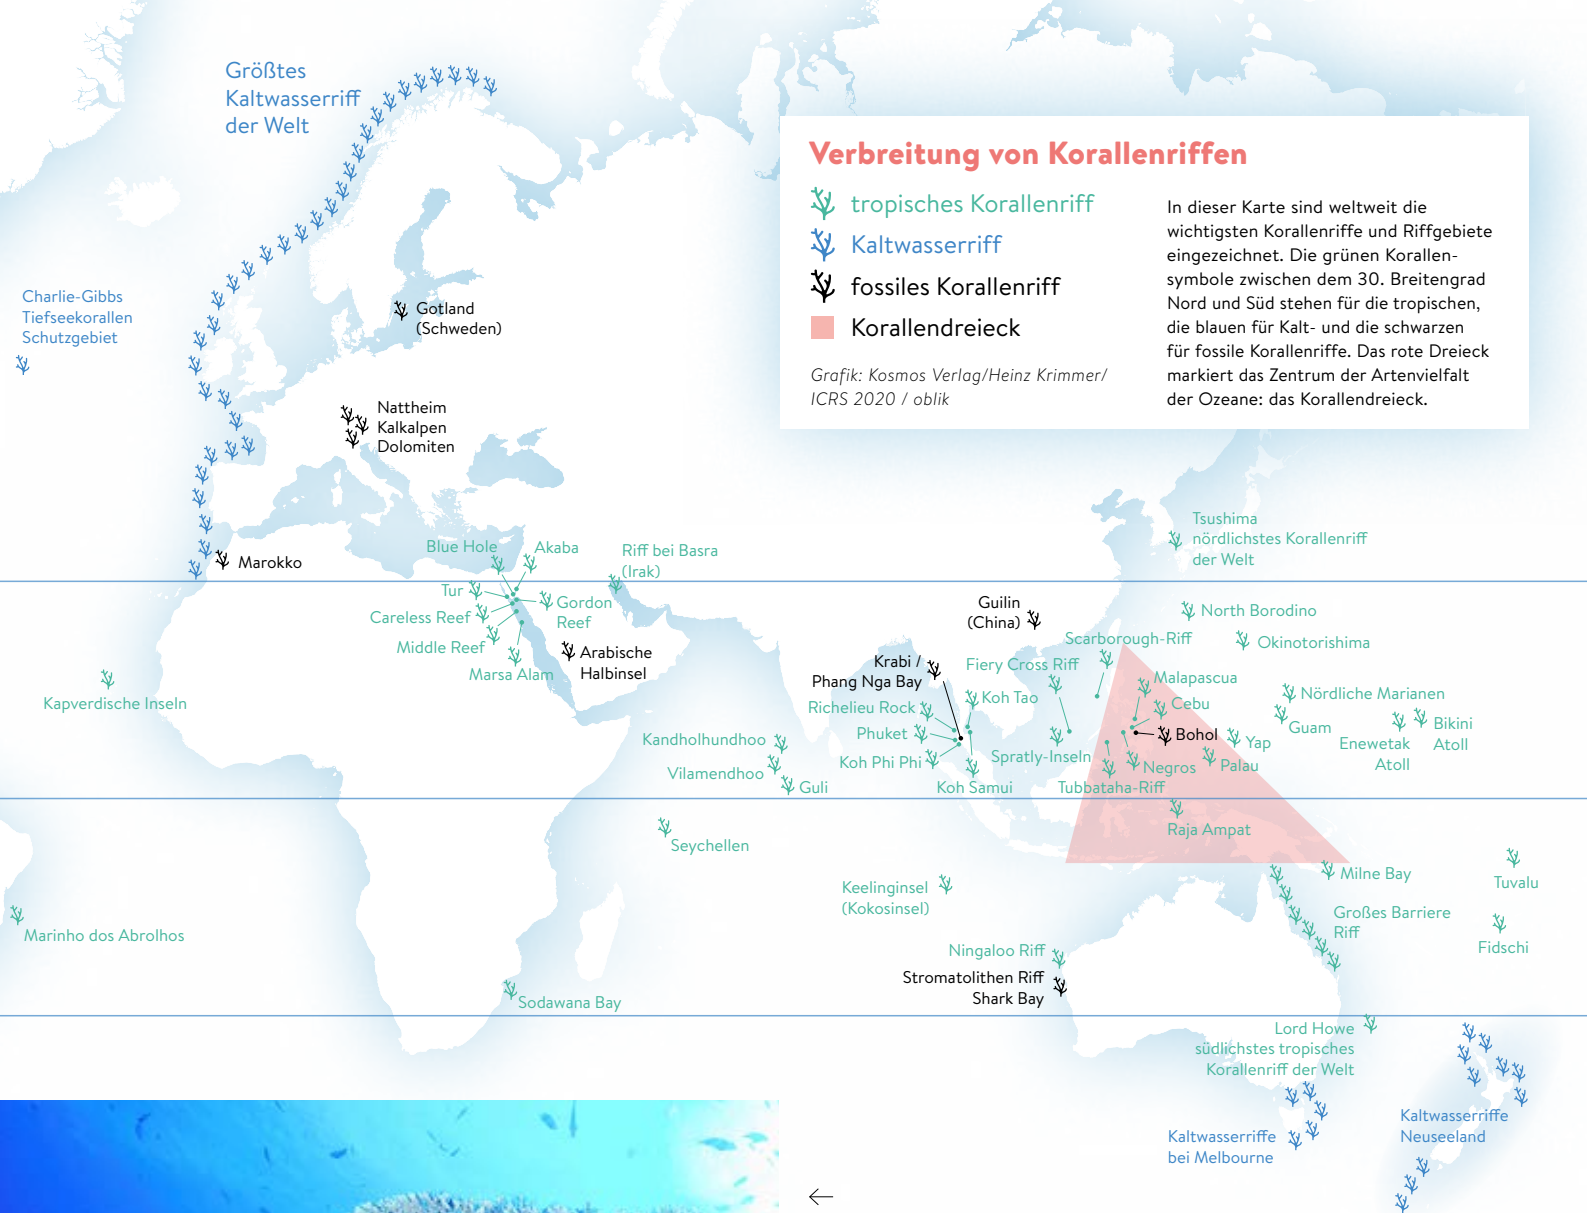 Größtes
Kaltwasserriff
der Welt
Charlie-Gibbs
Tiefseekorallen
Schutzgebiet
Gotland
(Schweden)
Nattheim
Kalkalpen
Dolomiten
Verbreitung von Korallenriffen
tropisches Korallenriff
Kaltwasserriff
fossiles Korallenriff
Korallendreieck
Grafik: Kosmos Verlag/Heinz Krimmer/
ICRS 2020 / oblik
In dieser Karte sind weltweit die
wichtigsten Korallenriffe und Riffgebiete
eingezeichnet. Die grünen Korallen-
symbole zwischen dem 30. Breitengrad
Nord und Süd stehen für die tropischen,
die blauen für Kalt- und die schwarzen
für fossile Korallenriffe. Das rote Dreieck
markiert das Zentrum der Artenvielfalt
der Ozeane: das Korallendreieck.
Marokko
Blue Hole
Akaba
Riff bei Basra
(Irak)
Tur
Careless Reef
Middle Reef
Marsa Alam
Gordon
Reef
Arabische
Halbinsel
Kapverdische Inseln
Tsushima
nördlichstes Korallenriff
der Welt
Guilin
(China)
North Borodino
Okinotorishima
Scarborough-Riff
Fiery Cross Riff
Krabi /
Phang Nga Bay
Koh Tao
Richelieu Rock
Phuket
Koh Phi Phi
Koh Samui
Spratly-Inseln
Malapascua
Cebu
Bohol
Negros
Tubbataha-Riff
Yap
Palau
Nördliche Marianen
Guam
Enewetak
Atoll
Bikini
Atoll
Kandholhundhoo
Vilamendhoo
Guli
Seychellen
Raja Ampat
Keelinginsel
(Kokosinsel)
Milne Bay
Tuvalu
Großes Barriere
Riff
Fidschi
Marinho dos Abrolhos
Ningaloo Riff
Stromatolithen Riff
Shark Bay
Sodawana Bay
Lord Howe
südlichstes tropisches
Korallenriff der Welt
Kaltwasserriffe
bei Melbourne
Kaltwasserriffe
Neuseeland